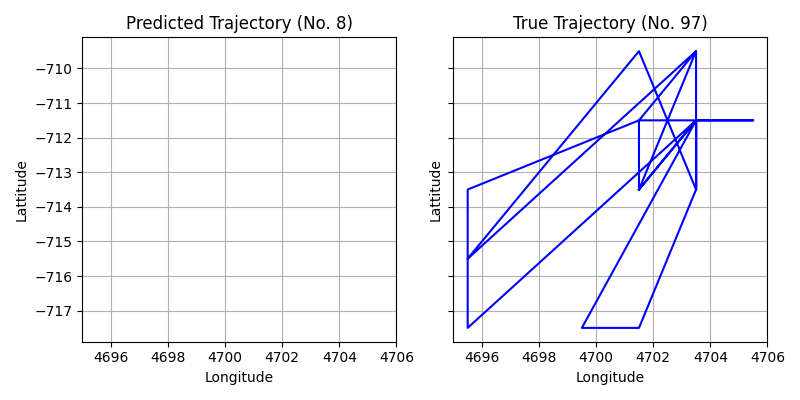 Predicted Trajectory (No. 8)
Lattitude
−710
−711
−712
−713
−714
−715
−716
−717
4696 4698 4700 4702 4704 4706
Longitude
True Trajectory (No. 97)
Lattitude
4696 4698 4700 4702 4704 4706
Longitude